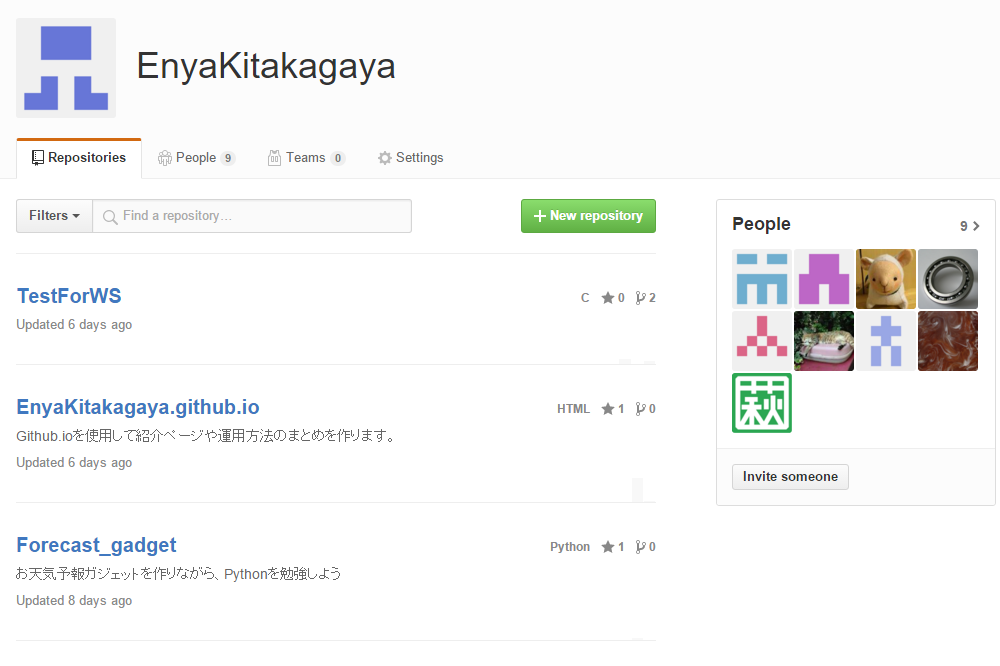 EnyaKitakagaya
Repositories People 9 Teams 0 Settings
Filters Find a repository... New repository
TestForWS C 0 2
Updated 6 days ago
EnyaKitakagaya.github.io HTML 1 0
Github.ioを使用して紹介ページや運用方法のまとめを作ります。
Updated 6 days ago
Forecast_gadget Python 1 0
お天気予報ガジェットを作りながら、Pythonを勉強しよう
Updated 8 days ago
People 9
萩
Invite someone